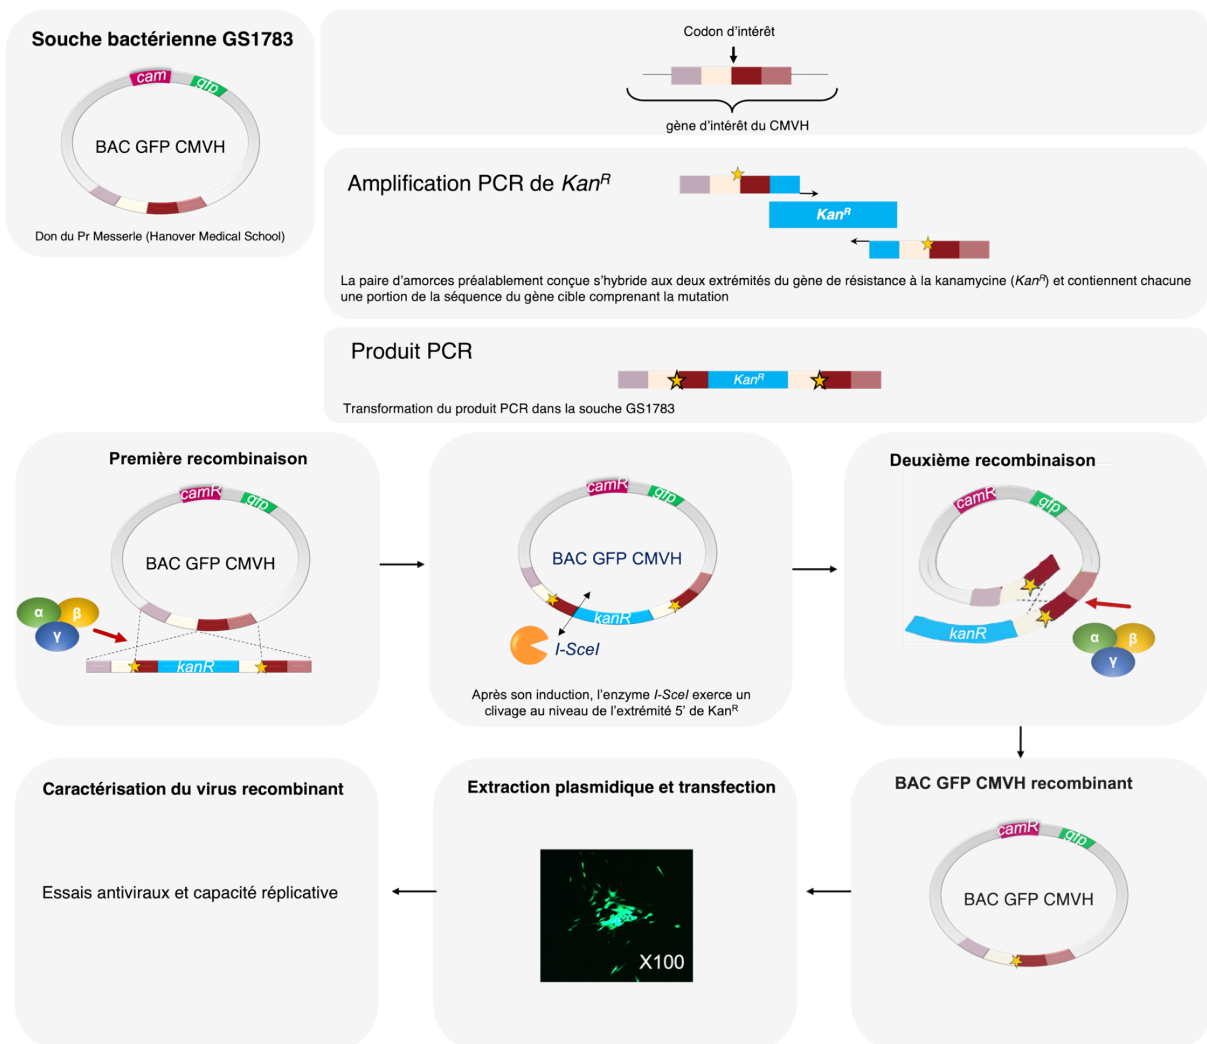 Souche bactérienne GS1783
cam
gfp
BAC GFP CMVH
Don du Pr Messerle (Hanover Medical School)
Codon d'intérêt
gène d'intérêt du CMVH
Amplification PCR de KanR
KanR
La paire d'amorces préalablement conçue s'hybride aux deux extrémités du gène de résistance à la kanamycine (KanR) et contiennent chacune
une portion de la séquence du gène cible comprenant la mutation
Produit PCR
KanR
Transformation du produit PCR dans la souche GS1783
Première recombinaison
camR
gfp
BAC GFP CMVH
α
β
γ
kanR
camR
gfp
BAC GFP CMVH
kanR
I-SceI
Après son induction, l'enzyme I-SceI exerce un
clivage au niveau de l'extrémité 5' de KanR
Deuxième recombinaison
camR
gfp
kanR
α
β
γ
Caractérisation du virus recombinant
Essais antiviraux et capacité réplicative
Extraction plasmidique et transfection
X100
BAC GFP CMVH recombinant
camR
gfp
BAC GFP CMVH